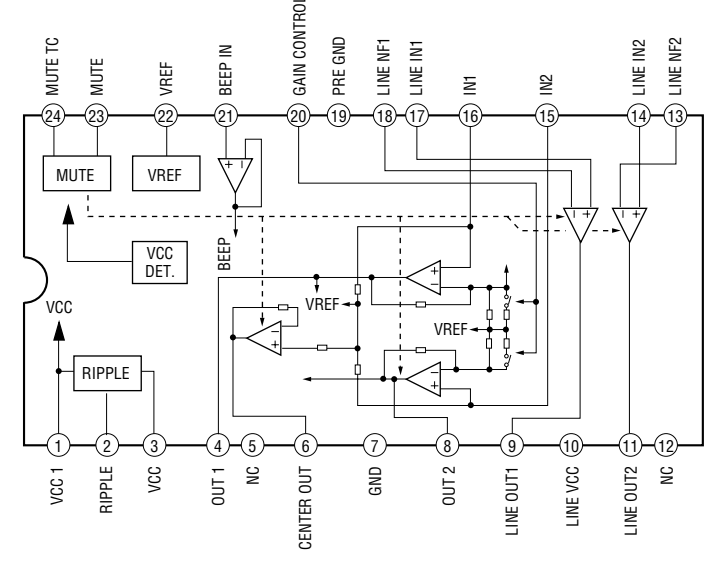 MUTE TC
MUTE
VREF
BEEP IN
GAIN CONTROL
PRE GND
LINE NF1
LINE IN1
IN1
IN2
LINE IN2
LINE NF2
24
23
22
21
20
19
18
17
16
15
14
13
MUTE
VREF
+ −
− +
− +
VCC DET.
BEEP
+
−
VCC
VREF
VREF
−
+
RIPPLE
−
+
1
2
3
4
5
6
7
8
9
10
11
12
VCC 1
RIPPLE
VCC
OUT 1
NC
CENTER OUT
GND
OUT 2
LINE OUT1
LINE VCC
LINE OUT2
NC